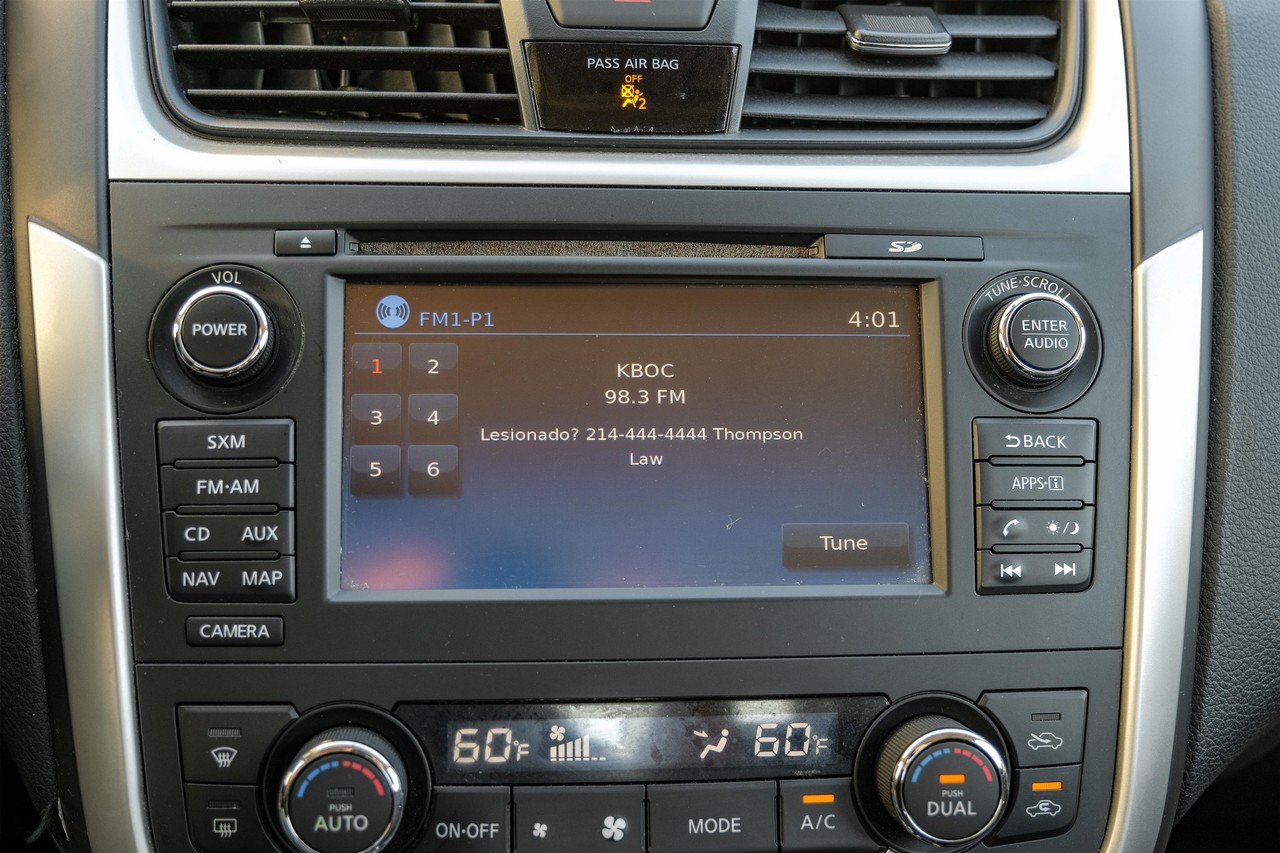 PASS AIR BAG
OFF
2
SD
VOL
POWER
TUNE·SCROLL
ENTER
AUDIO
FM1-P1
4:01
1
2
KBOC
98.3 FM
3
4
Lesionado? 214-444-4444 Thompson
Law
5
6
Tune
SXM
FM·AM
CD AUX
NAV MAP
CAMERA
BACK
APPS·i
60°F
60°F
PUSH
AUTO
ON·OFF
MODE
A/C
PUSH
DUAL